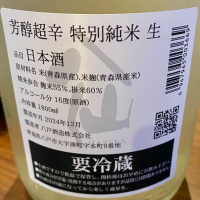 芳醇超辛 特別純米 生
品目 日本酒
原材料名 米(青森県産)、米麹(青森県産米)
精米歩合 麹米55%、掛米60%
アルコール分 16度(原酒)
内容量 1800ml
製造年月 2024年12月
製造者 八戸酒造株式会社
青森県八戸市大字湊町字本町9番地
要冷蔵